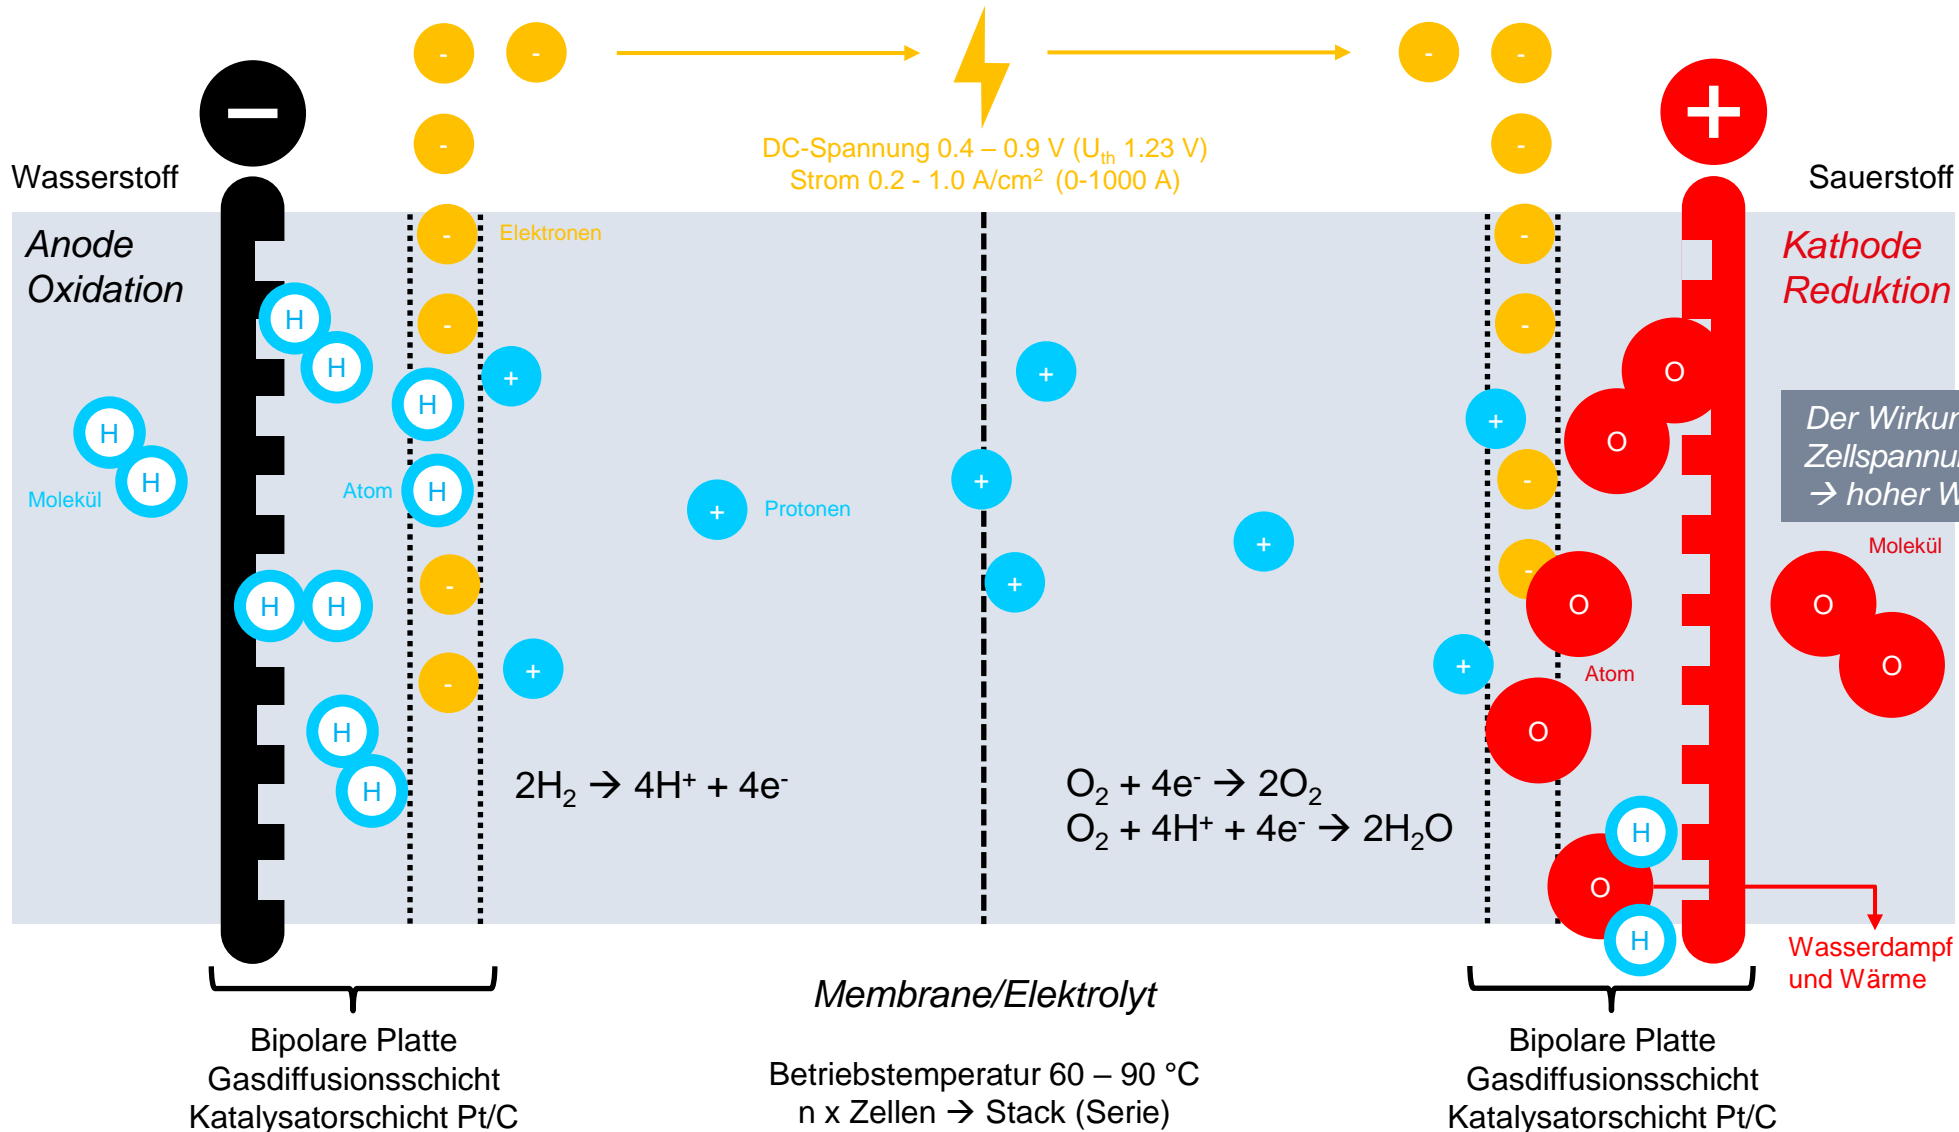 DC-Spannung 0.4 – 0.9 V (Uth 1.23 V)
Strom 0.2 - 1.0 A/cm² (0-1000 A)
Wasserstoff
Sauerstoff
Anode
Oxidation
Elektronen
Kathode
Reduktion
- - - -
- -
- -
- -
H
H
H
+
+
O
O
H
H
Molekül
Atom
H
+
Protonen
+
+
+
-
Der
Zellspannu
→ hoher W
Molekül
H H
-
+
-
O
O
O
Atom
-
+
+
H
H
O
2H₂ → 4H⁺ + 4e⁻
O₂ + 4e⁻ → 2O₂
O₂ + 4H⁺ + 4e⁻ → 2H₂O
H
O
H
Wasserdampf
und Wärme
Membrane/Elektrolyt
Bipolare Platte
Gasdiffusionsschicht
Katalysatorschicht Pt/C
Betriebstemperatur 60 – 90 °C
n x Zellen → Stack (Serie)
Bipolare Platte
Gasdiffusionsschicht
Katalysatorschicht Pt/C